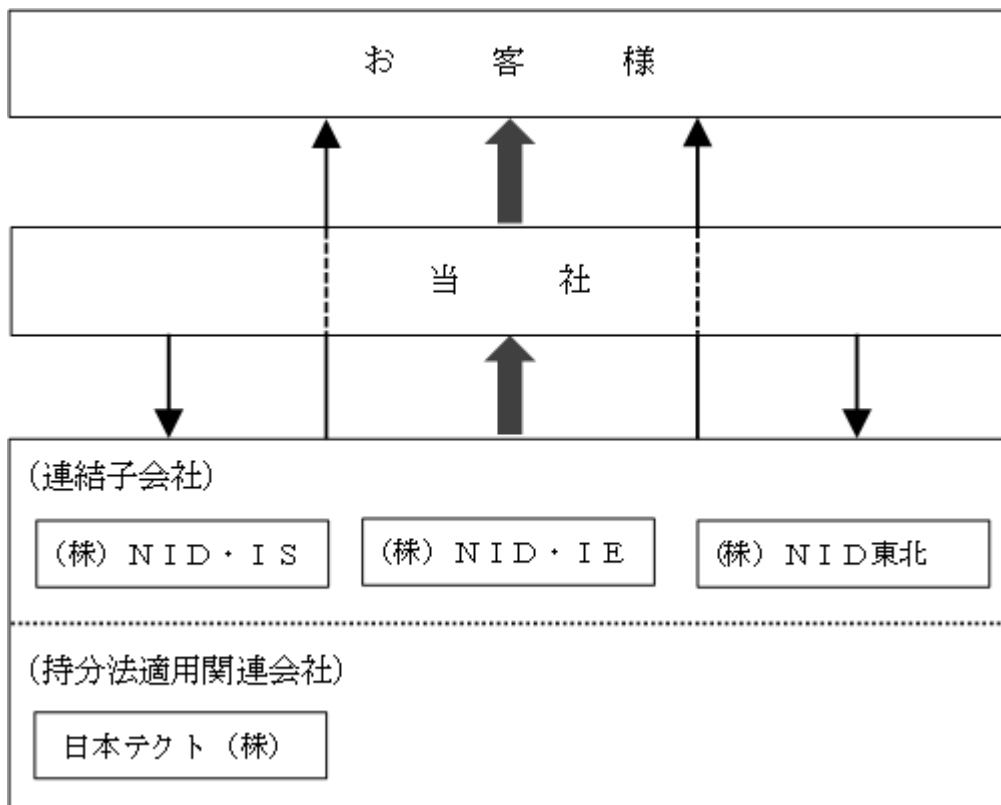 お客様
当社
(連結子会社)
(株)ＮＩＤ・ＩＳ
(株)ＮＩＤ・ＩＥ
(株)ＮＩＤ東北
(持分法適用関連会社)
日本テクト(株)